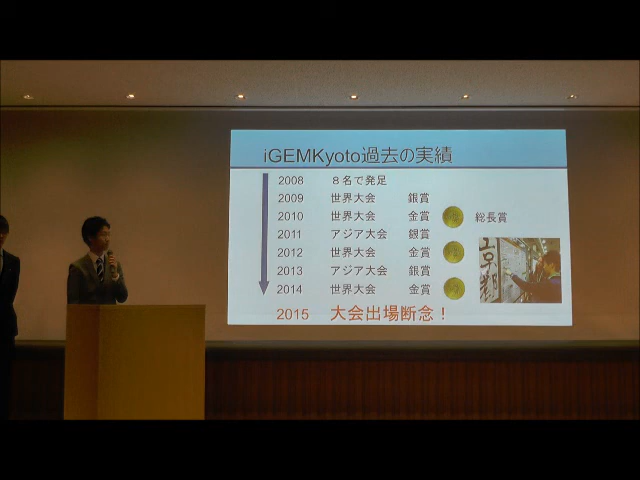 iGEMKyoto過去の実績
2008 ８名で発足
2009 世界大会 銀賞
2010 世界大会 金賞 総長賞
2011 アジア大会 銀賞
2012 世界大会 金賞
2013 アジア大会 銀賞
2014 世界大会 金賞
2015 大会出場断念！
京都